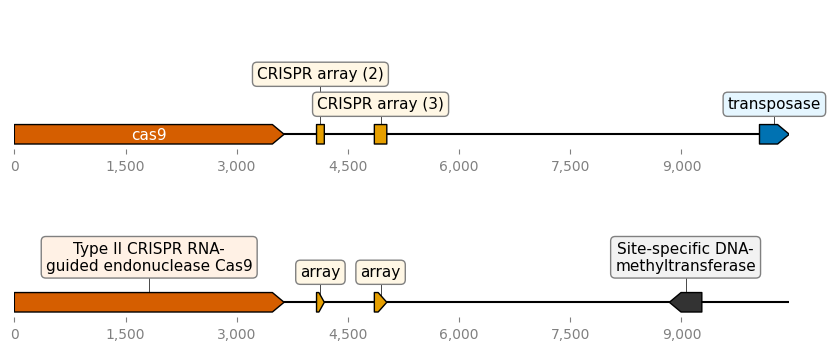 CRISPR array (2)
CRISPR array (3)
transposase
cas9
0 1,500 3,000 4,500 6,000 7,500 9,000
Type II CRISPR RNA-
guided endonuclease Cas9
array
array
Site-specific DNA-
methyltransferase
0 1,500 3,000 4,500 6,000 7,500 9,000